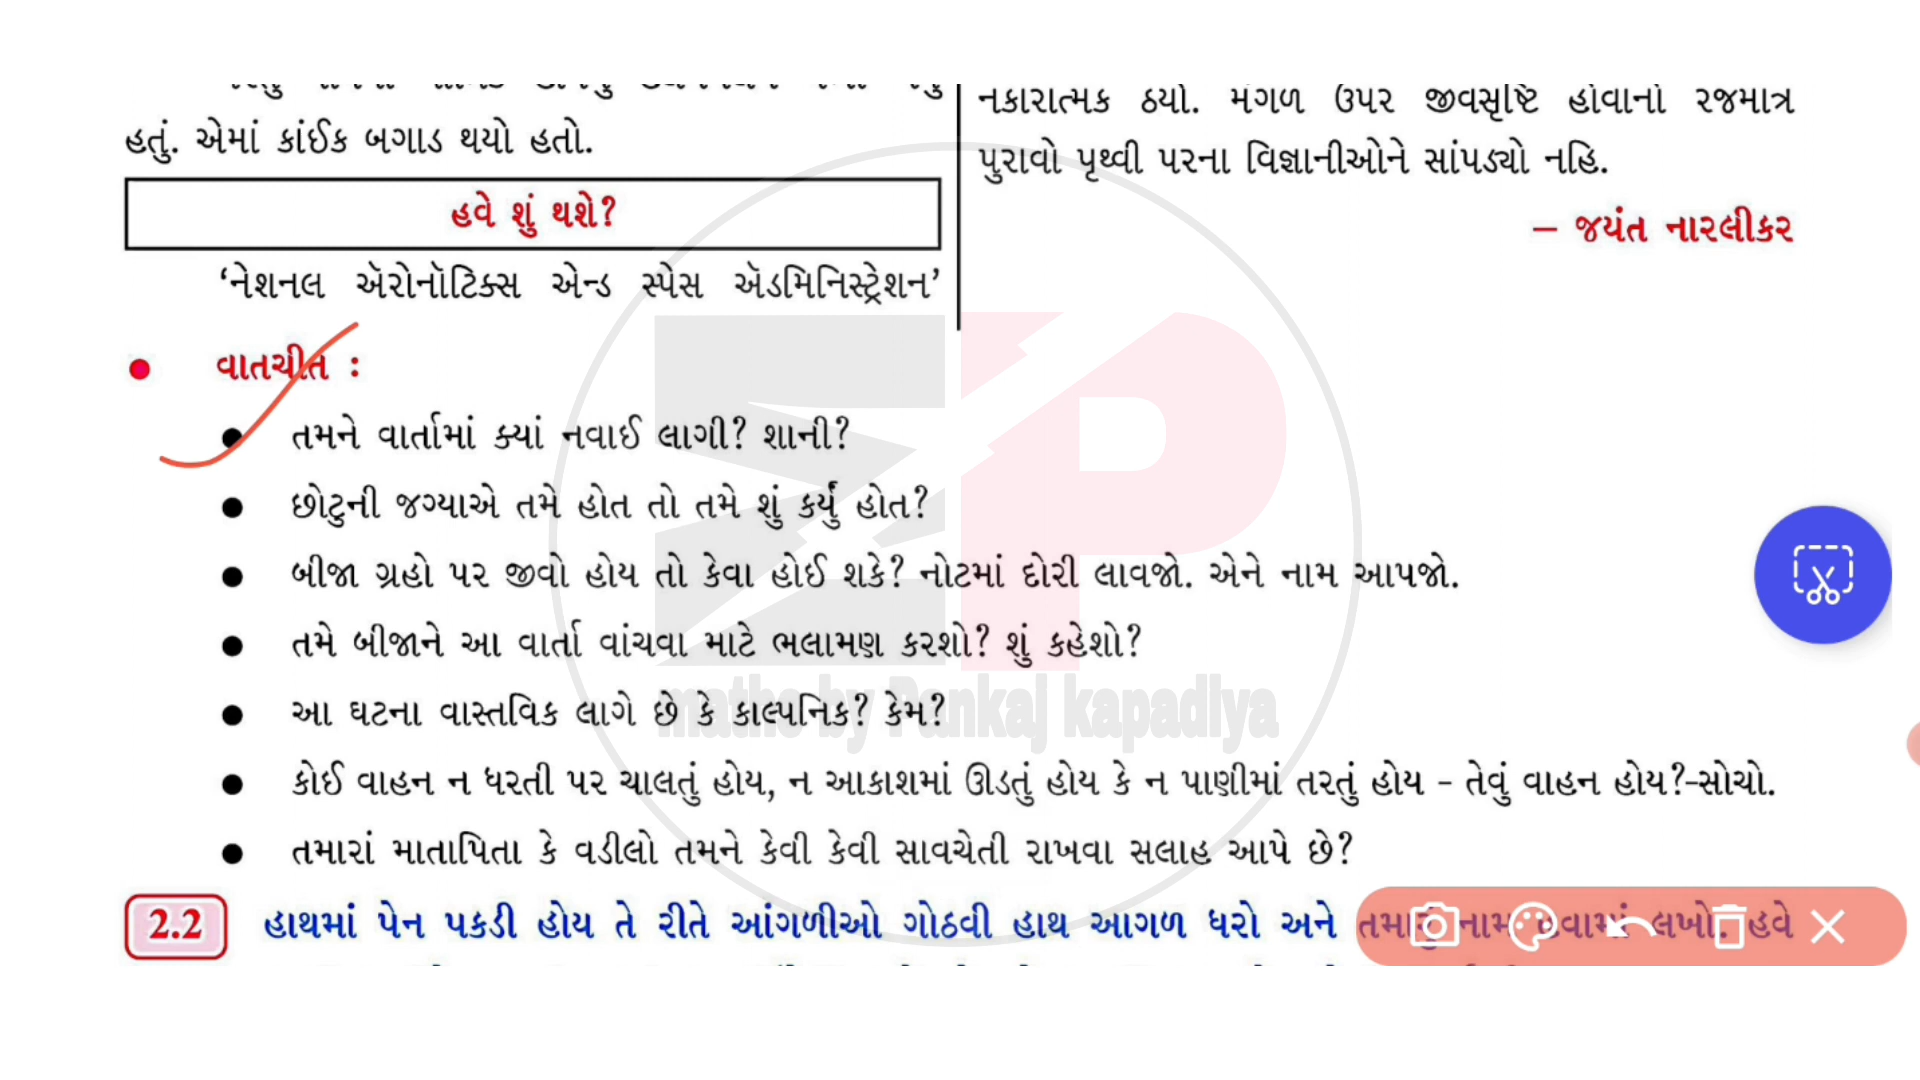 હતું. એમાં કાંઈક બગાડ થયો હતો.
હવે શું થશે?
‘નેશનલ ઍરોનૉટિક્સ એન્ડ સ્પેસ ઍડમિનિસ્ટ્રેશન’
નકારાત્મક ઠર્યા. મંગળ ઉપર જીવસૃષ્ટિ હોવાનો રજમાત્ર
પુરાવો પૃથ્વી પરના વિજ્ઞાનીઓને સાંપડ્યો નહિ.
– જયંત નારલીકર
● વાતચીત :
● તમને વાર્તામાં ક્યાં નવાઈ લાગી? શાની?
● છોટુની જગ્યાએ તમે હોત તો તમે શું કર્યું હોત?
● બીજા ગ્રહો પર જીવો હોય તો કેવા હોઈ શકે? નોટમાં દોરી લાવજો. એને નામ આપજો.
● તમે બીજાને આ વાર્તા વાંચવા માટે ભલામણ કરશો? શું કહેશો?
● આ ઘટના વાસ્તવિક લાગે છે કે કાલ્પનિક? કેમ?
● કોઈ વાહન ન ધરતી પર ચાલતું હોય, ન આકાશમાં ઊડતું હોય કે ન પાણીમાં તરતું હોય – તેવું વાહન હોય?-સોચો.
● તમારાં માતાપિતા કે વડીલો તમને કેવી કેવી સાવચેતી રાખવા સલાહ આપે છે?
2.2 હાથમાં પેન પકડી હોય તે રીતે આંગળીઓ ગોઠવી હાથ આગળ ધરો અને તમારું નામ હવામાં લખો. હવે
maths by Pankaj kapadiya